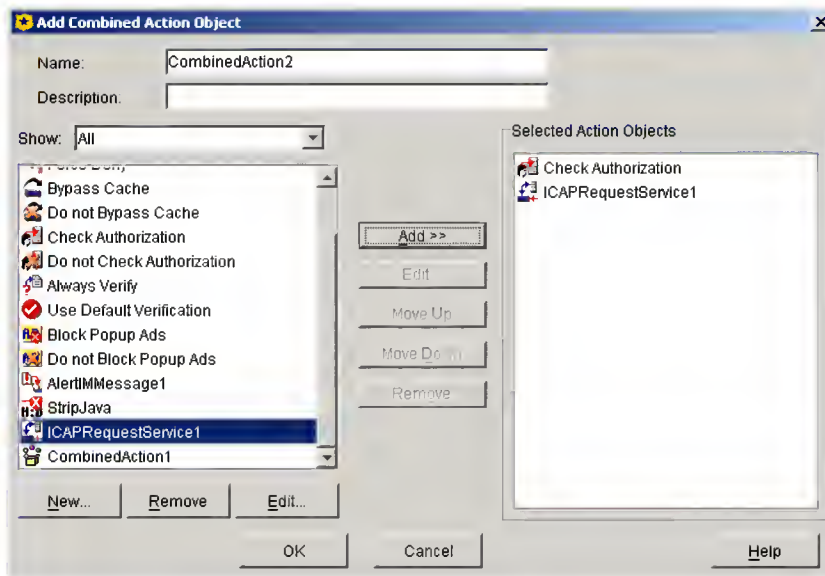 Add Combined Action Object
Name: CombinedAction2
Description:
Show: All
Selected Action Objects
Bypass Cache
Do not Bypass Cache
Check Authorization
Do not Check Authorization
Always Verify
Use Default Verification
Block Popup Ads
Do not Block Popup Ads
AlertIMMessage1
StripJava
ICAPRequestService1
CombinedAction1
Add >>
Edit
Move Up
Move Down
Remove
Check Authorization
ICAPRequestService1
New... Remove Edit...
OK Cancel Help